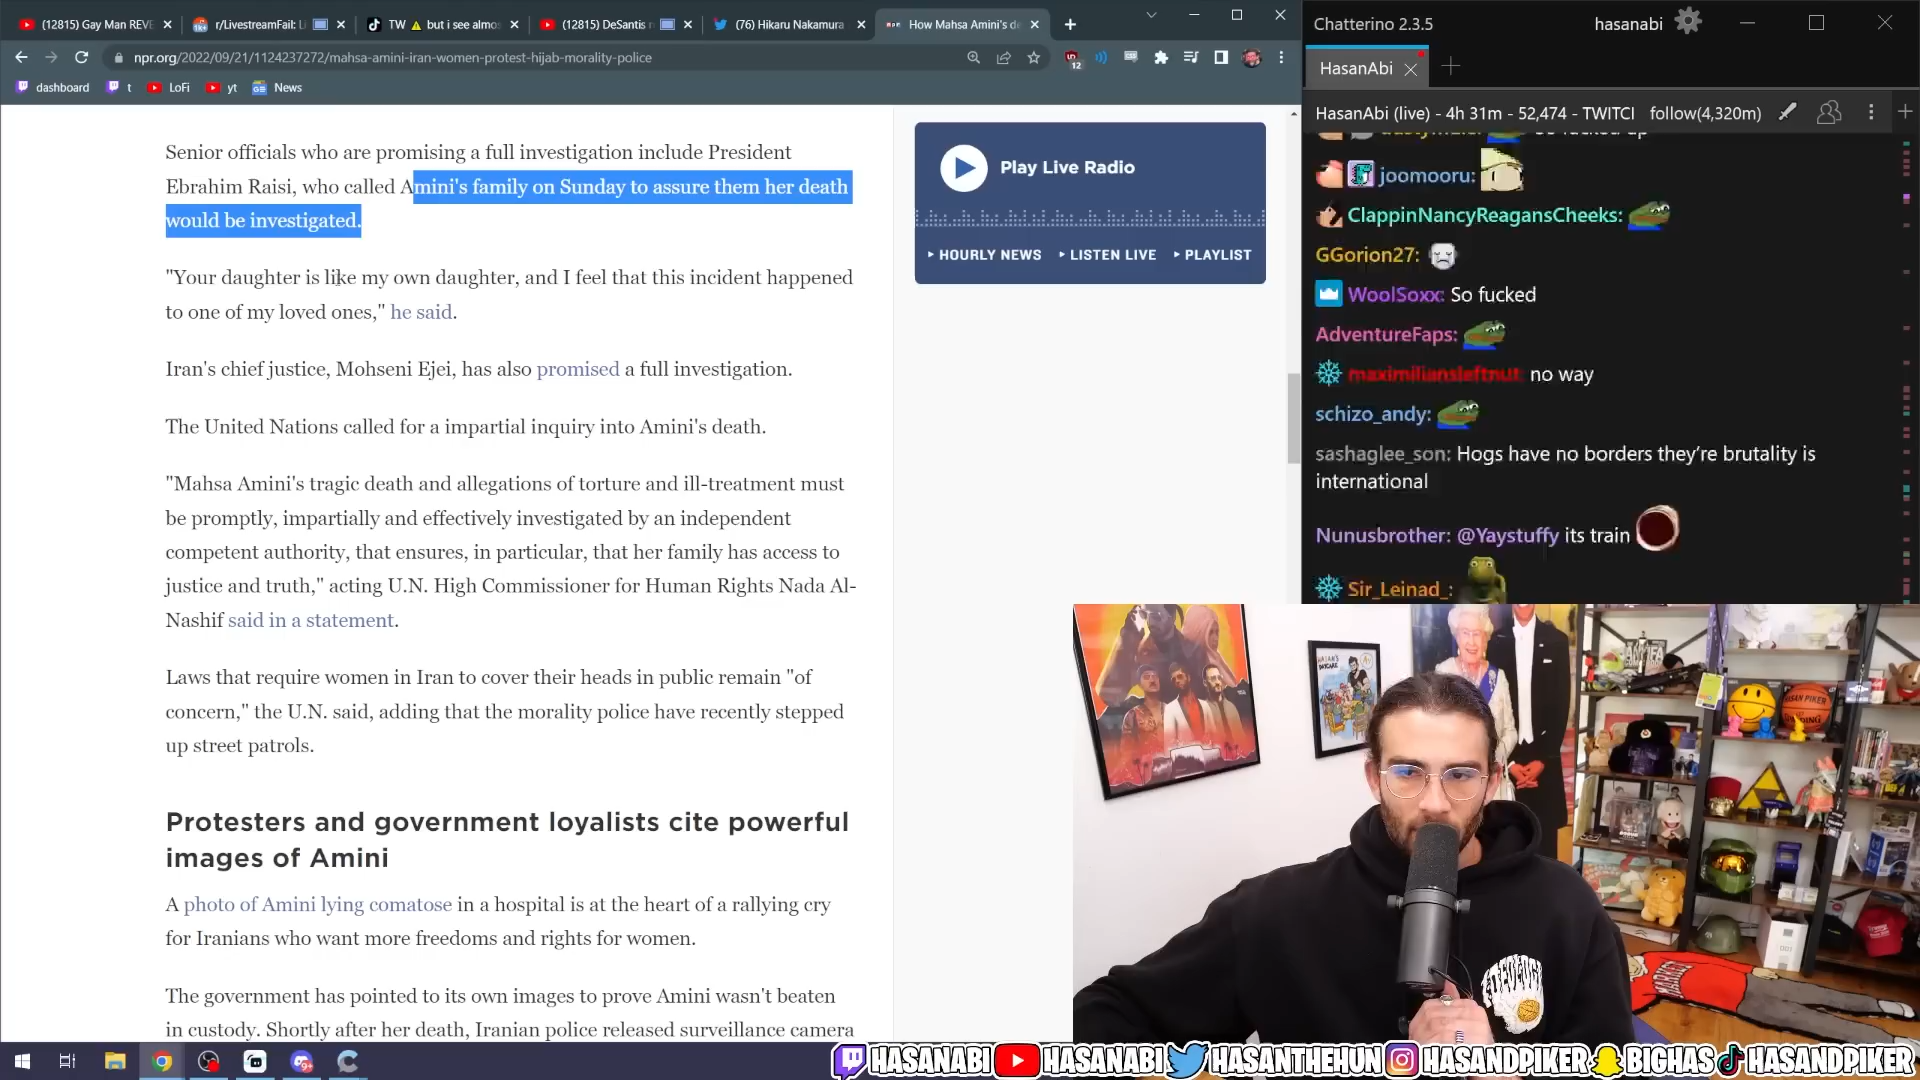 (12815) Gay Man REVE
r/LivestreamFail: Li
TW ⚠ but i see almos
(12815) DeSantis r
(76) Hikaru Nakamura
How Mahsa Amini's de
npr.org/2022/09/21/1124237272/mahsa-amini-iran-women-protest-hijab-morality-police
12
dashboard
t
LoFi
yt
News
Senior officials who are promising a full investigation include President
Ebrahim Raisi, who called Amini's family on Sunday to assure them her death
would be investigated.
"Your daughter is like my own daughter, and I feel that this incident happened
to one of my loved ones," he said.
Iran's chief justice, Mohseni Ejei, has also promised a full investigation.
The United Nations called for a impartial inquiry into Amini's death.
"Mahsa Amini's tragic death and allegations of torture and ill-treatment must
be promptly, impartially and effectively investigated by an independent
competent authority, that ensures, in particular, that her family has access to
justice and truth," acting U.N. High Commissioner for Human Rights Nada Al-
Nashif said in a statement.
Laws that require women in Iran to cover their heads in public remain "of
concern," the U.N. said, adding that the morality police have recently stepped
up street patrols.
Protesters and government loyalists cite powerful
images of Amini
A photo of Amini lying comatose in a hospital is at the heart of a rallying cry
for Iranians who want more freedoms and rights for women.
The government has pointed to its own images to prove Amini wasn't beaten
in custody. Shortly after her death, Iranian police released surveillance camera
Play Live Radio
HOURLY NEWS
LISTEN LIVE
PLAYLIST
Chatterino 2.3.5
hasanabi
HasanAbi
HasanAbi (live) - 4h 31m - 52,474 - TWITCI
follow(4,320m)
joomooru:
ClappinNancyReagansCheeks:
GGorion27:
WoolSoxx: So fucked
AdventureFaps:
maximiliansleftnut: no way
schizo_andy:
sashaglee_son: Hogs have no borders they're brutality is
international
Nunusbrother: @Yaystuffy its train
Sir_Leinad_:
HASANABI
HASANABI
HASANTHEHUN
HASANDPIKER
BIGHAS
HASANDPIKER